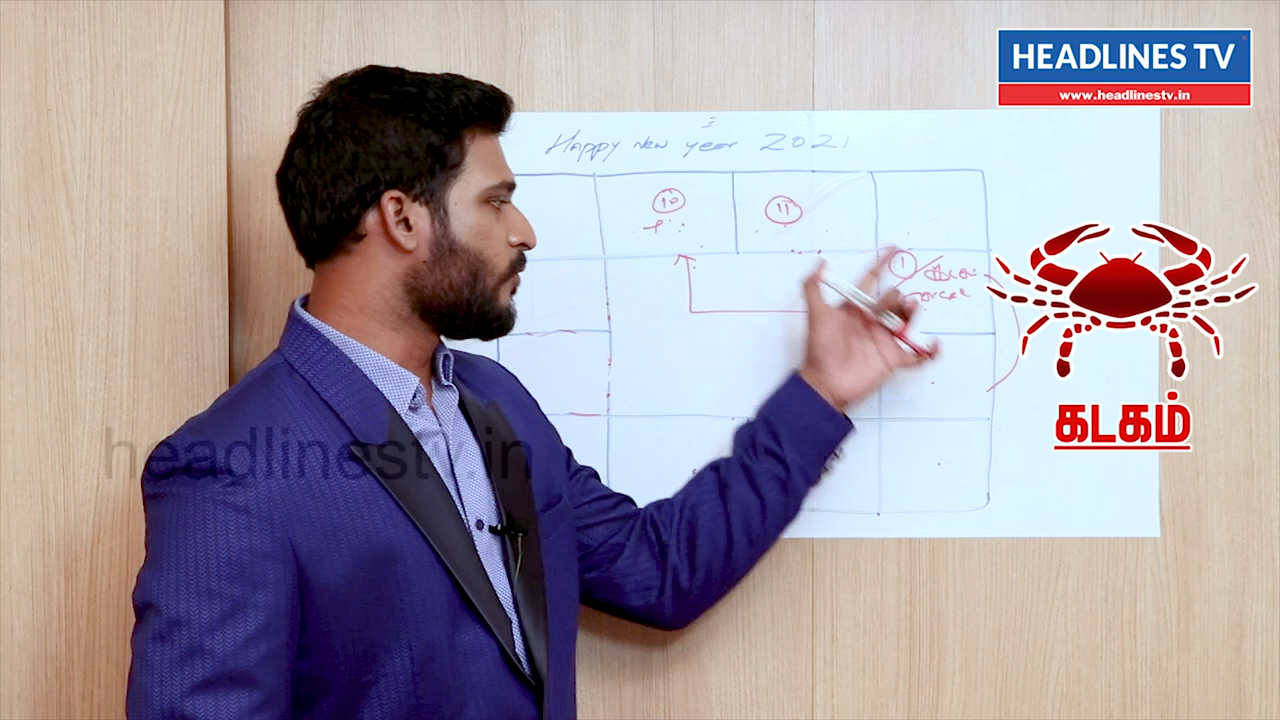 HEADLINES TV
www.headlinestv.in
Happy New year 2021
10
11
1
கடகம்
headlinestv.in